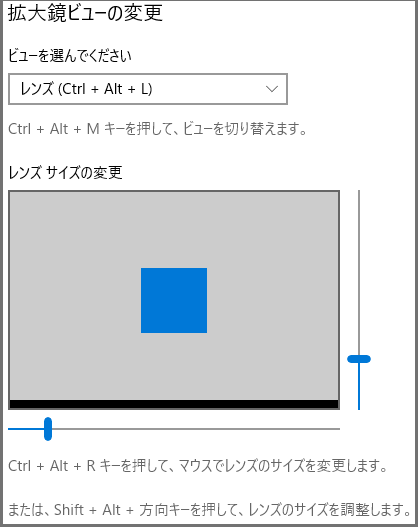 拡大鏡ビューの変更
ビューを選んでください
レンズ (Ctrl + Alt + L)
Ctrl + Alt + M キーを押して、ビューを切り替えます。
レンズ サイズの変更
Ctrl + Alt + R キーを押して、マウスでレンズのサイズを変更します。
または、Shift + Alt + 方向キーを押して、レンズのサイズを調整します。